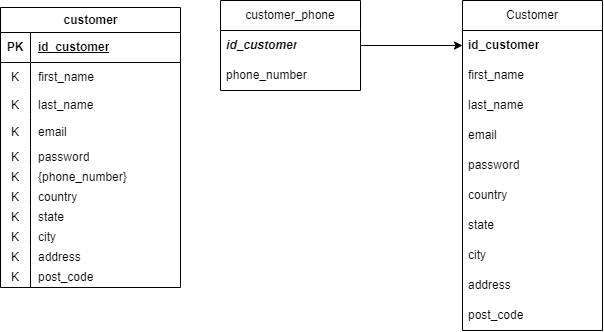 customer
PK id_customer
K first_name
K last_name
K email
K password
K {phone_number}
K country
K state
K city
K address
K post_code
customer_phone
id_customer
phone_number
Customer
id_customer
first_name
last_name
email
password
country
state
city
address
post_code